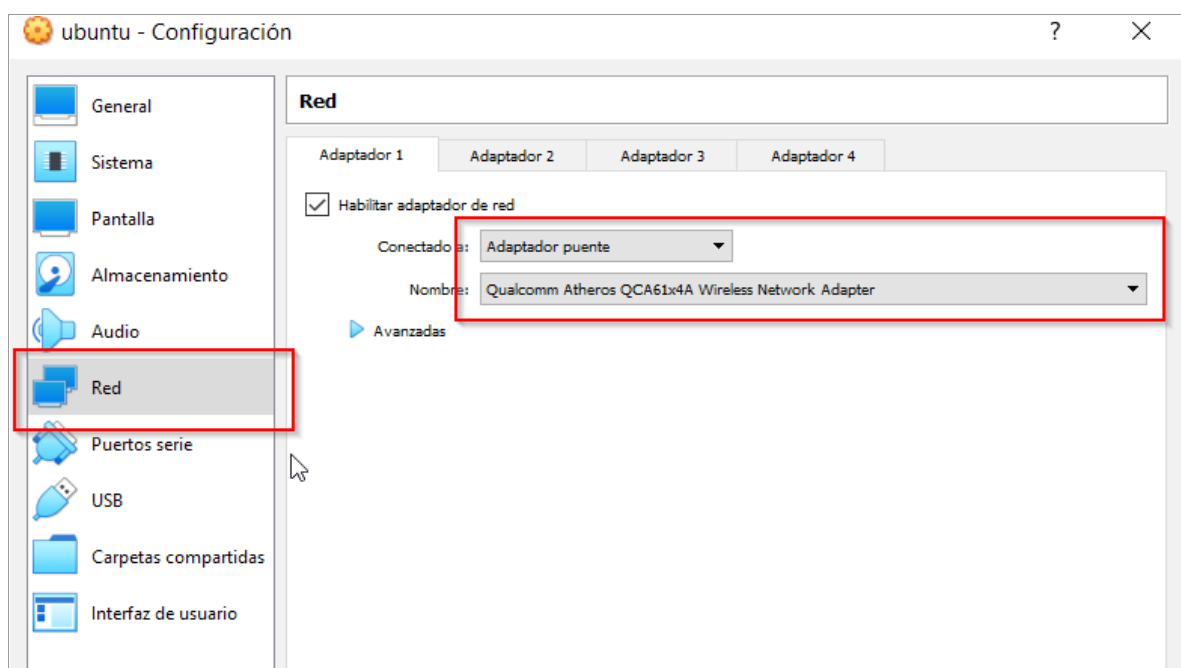 ubuntu - Configuración
?
General
Sistema
Pantalla
Almacenamiento
Audio
Red
Puertos serie
USB
Carpetas compartidas
Interfaz de usuario
Red
Adaptador 1 Adaptador 2 Adaptador 3 Adaptador 4
Habilitar adaptador de red
Conectado a: Adaptador puente
Nombre: Qualcomm Atheros QCA61x4A Wireless Network Adapter
Avanzadas